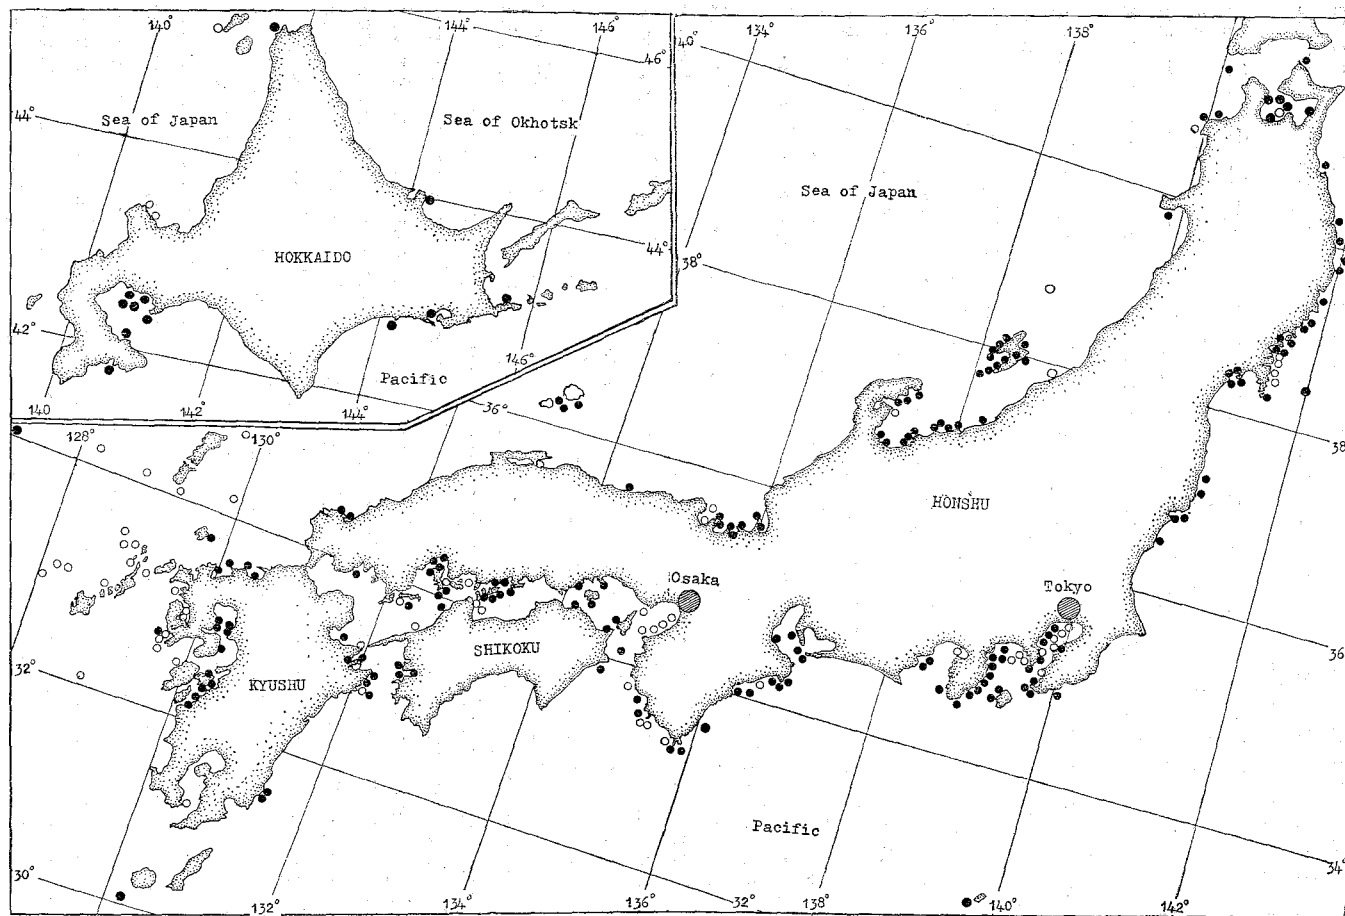 140°
144°
146°
46°
44°
Sea of Japan
Sea of Okhotsk
HOKKAIDO
44°
42°
146°
Pacific
140
142°
144°
40°
134°
136°
138°
Sea of Japan
38°
36°
128°
130°
HONSHU
Osaka
Tokyo
38°
SHIKOKU
KYUSHU
32°
36°
Pacific
30°
132°
134°
136°
32°
138°
140°
142°
34°